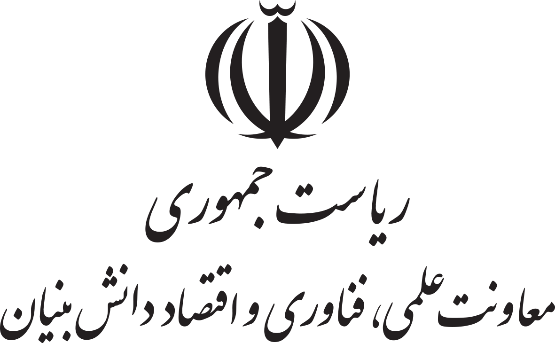 ریاست جمهوری
معاونت علمی، فناوری و اقتصاد دانش بنیان